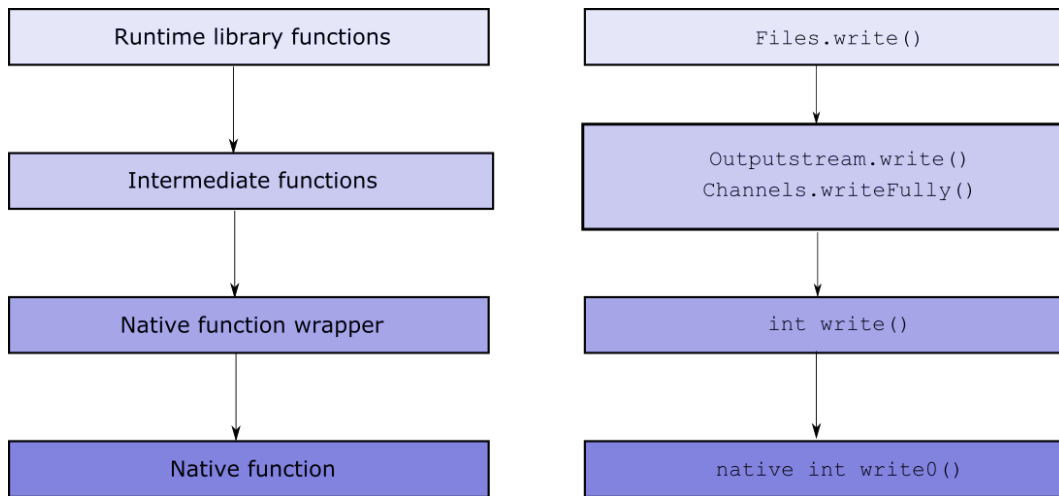 Runtime library functions
Files.write()
Outputstream.write()
Channels.writeFully()
Intermediate functions
Native function wrapper
int write()
Native function
native int write0()